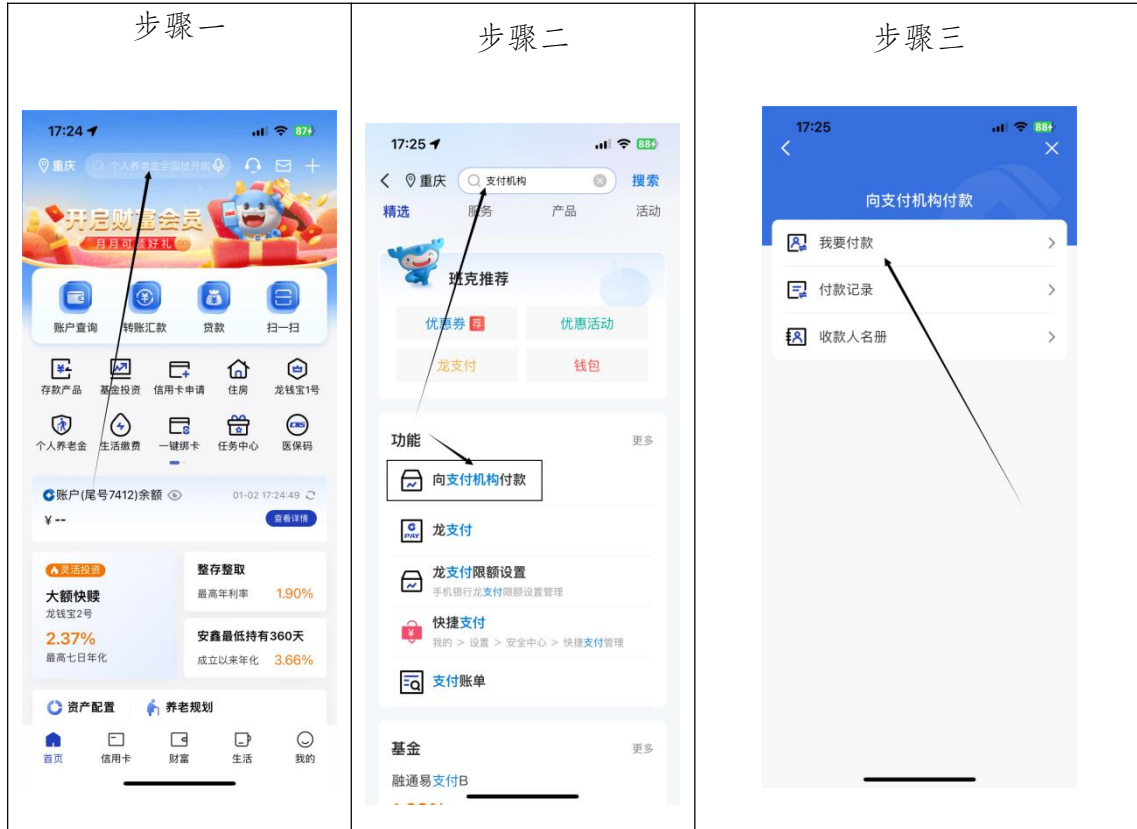 步骤一
17:24
87
重庆
个人养老金全国放开啦
开启财富会员
月月可领好礼
账户查询
转账汇款
贷款
扫一扫
存款产品
基金投资
信用卡申请
住房
龙钱宝1号
个人养老金
生活缴费
一键绑卡
任务中心
医保码
账户(尾号7412)余额
01-02 17:24:49
¥ --
查看详情
灵活投资
大额快赎
龙钱宝2号
2.37%
最高七日年化
整存整取
最高年利率
1.90%
安鑫最低持有360天
成立以来年化
3.66%
资产配置
养老规划
首页
信用卡
财富
生活
我的
步骤二
17:25
88
重庆
支付机构
搜索
精选
服务
产品
活动
班克推荐
优惠券
荐
优惠活动
龙支付
钱包
功能
更多
向支付机构付款
PAY
龙支付
龙支付限额设置
手机银行龙支付限额设置管理
快捷支付
我的 > 设置 > 安全中心 > 快捷支付管理
支付账单
基金
更多
融通易支付B
步骤三
17:25
88
向支付机构付款
我要付款
付款记录
收款人名册